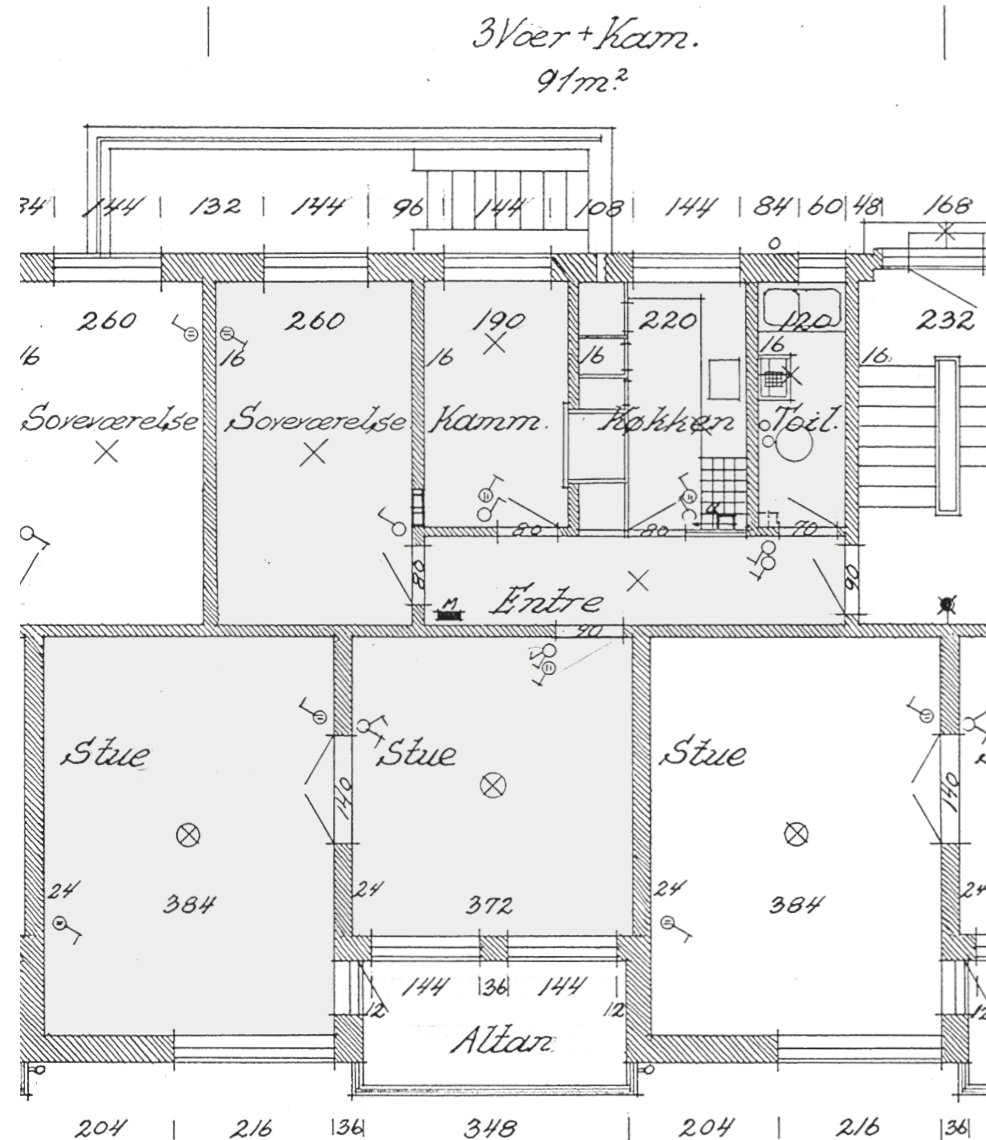 3Vær + Kam.
91m²
34 144 132 144 96 144 108 144 84 60 48 168
260 260 190 220 120 232
16 16 16 16 16 16
Soveværelse Soveværelse Kamm. Køkken Toil.
80 80 70
80 90
M Entre
90
Stue Stue Stue
140 140
24 24 24 24
384 372 384
144 36 144
12 12 12
Altan
204 216 36 348 204 216 36